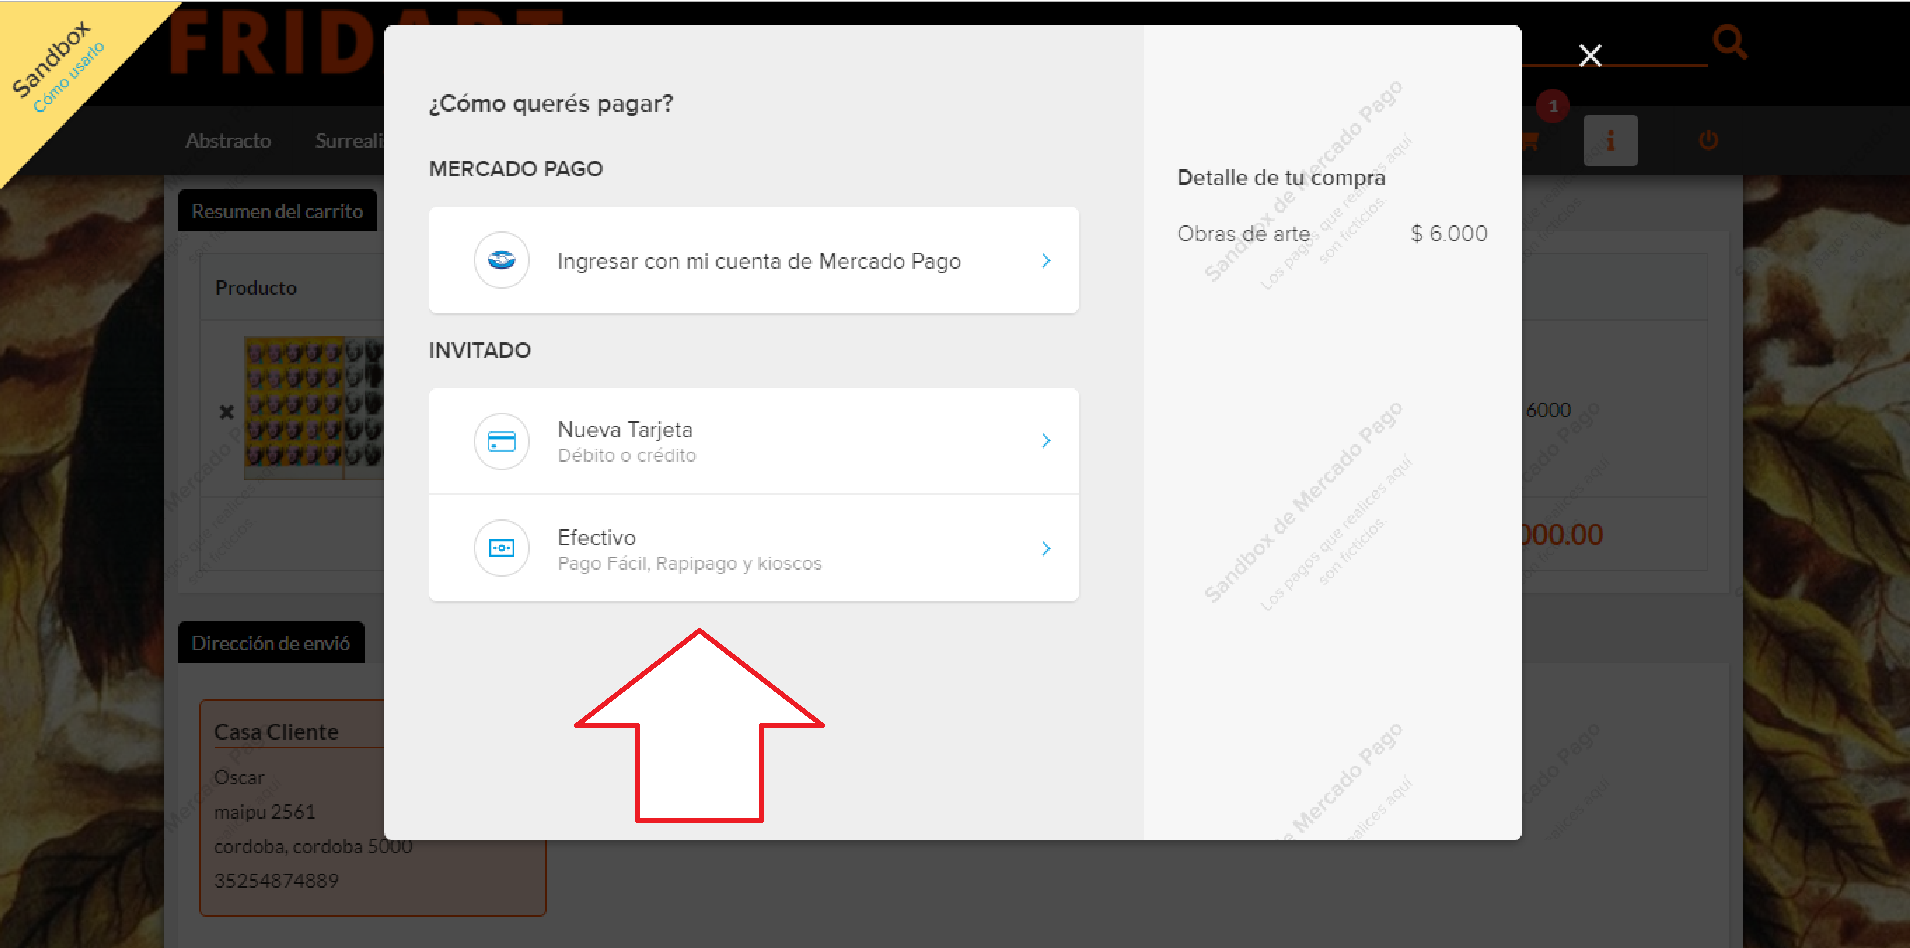 Sandbox
Cómo usarlo
FRIDART
1
Abstracto
Resumen del carrito
Producto
6000
000.00
Dirección de envió
Casa Cliente
Oscar
maipu 2561
cordoba, cordoba 5000
35254874889
¿Cómo querés pagar?
MERCADO PAGO
Ingresar con mi cuenta de Mercado Pago
INVITADO
Nueva Tarjeta
Débito o crédito
Efectivo
Pago Fácil, Rapipago y kioscos
Detalle de tu compra
Obras de arte $ 6.000
Sandbox de Mercado Pago
Los pagos que realices aquí
son ficticios.
Sandbox de Mercado Pago
Los pagos que realices aquí
son ficticios.
de Mercado Pago
realices aquí